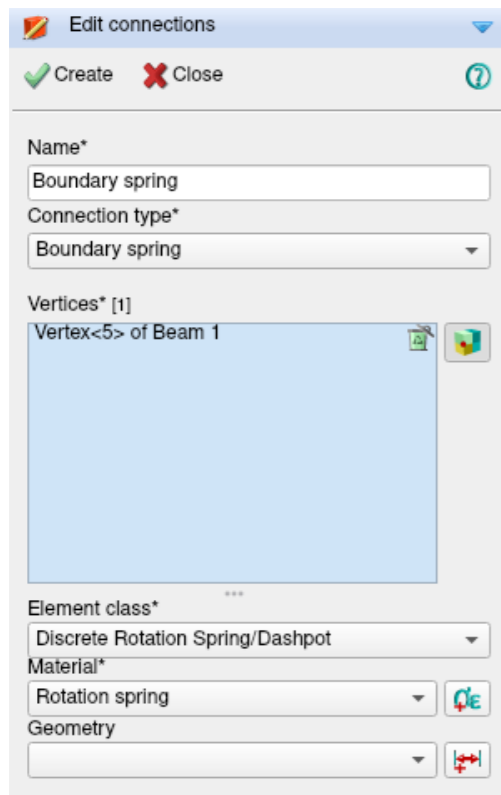 Edit connections
Create Close
Name*
Boundary spring
Connection type*
Boundary spring
Vertices* [1]
Vertex<5> of Beam 1
Element class*
Discrete Rotation Spring/Dashpot
Material*
Rotation spring
Geometry